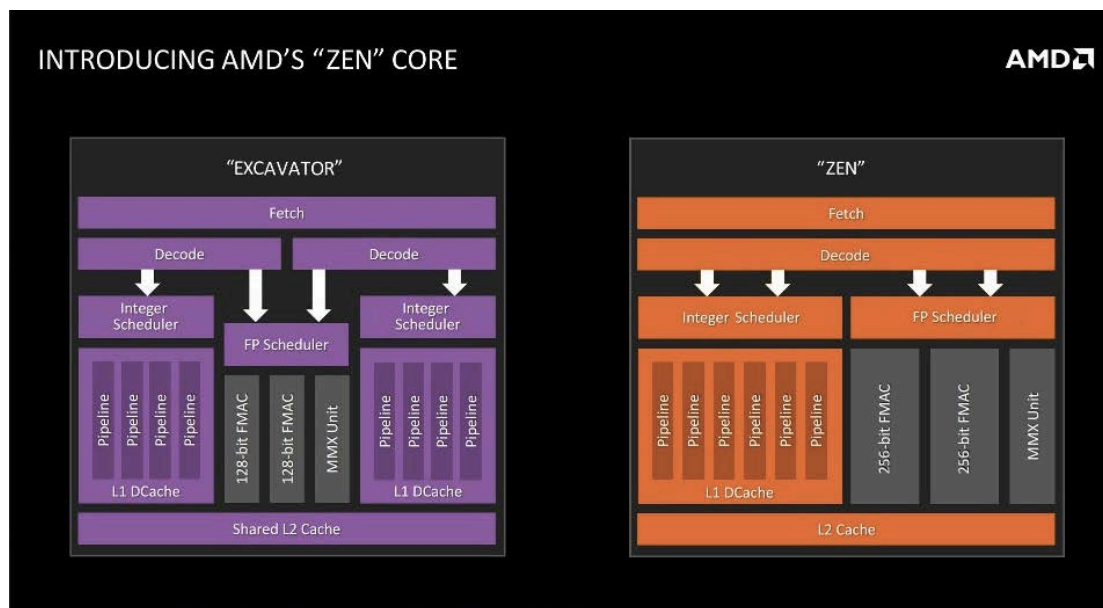 INTRODUCING AMD'S “ZEN” CORE
AMD
“EXCAVATOR”
Fetch
Decode
Decode
Integer
Scheduler
FP Scheduler
Integer
Scheduler
Pipeline
Pipeline
Pipeline
Pipeline
L1 DCache
128-bit FMAC
128-bit FMAC
MMX Unit
Pipeline
Pipeline
Pipeline
Pipeline
L1 DCache
Shared L2 Cache
“ZEN”
Fetch
Decode
Integer Scheduler
FP Scheduler
Pipeline
Pipeline
Pipeline
Pipeline
Pipeline
Pipeline
L1 DCache
256-bit FMAC
256-bit FMAC
MMX Unit
L2 Cache